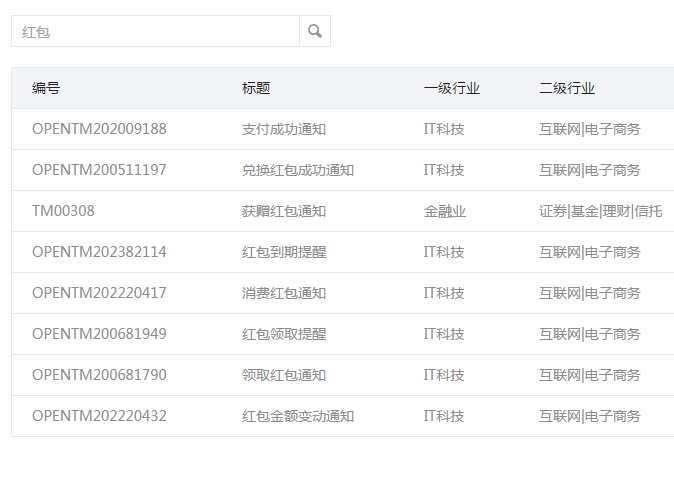 红包
编号 标题 一级行业 二级行业
OPENTM202009188 支付成功通知 IT科技 互联网|电子商务
OPENTM200511197 兑换红包成功通知 IT科技 互联网|电子商务
TM00308 获赠红包通知 金融业 证券|基金|理财|信托
OPENTM202382114 红包到期提醒 IT科技 互联网|电子商务
OPENTM202220417 消费红包通知 IT科技 互联网|电子商务
OPENTM200681949 红包领取提醒 IT科技 互联网|电子商务
OPENTM200681790 领取红包通知 IT科技 互联网|电子商务
OPENTM202220432 红包金额变动通知 IT科技 互联网|电子商务